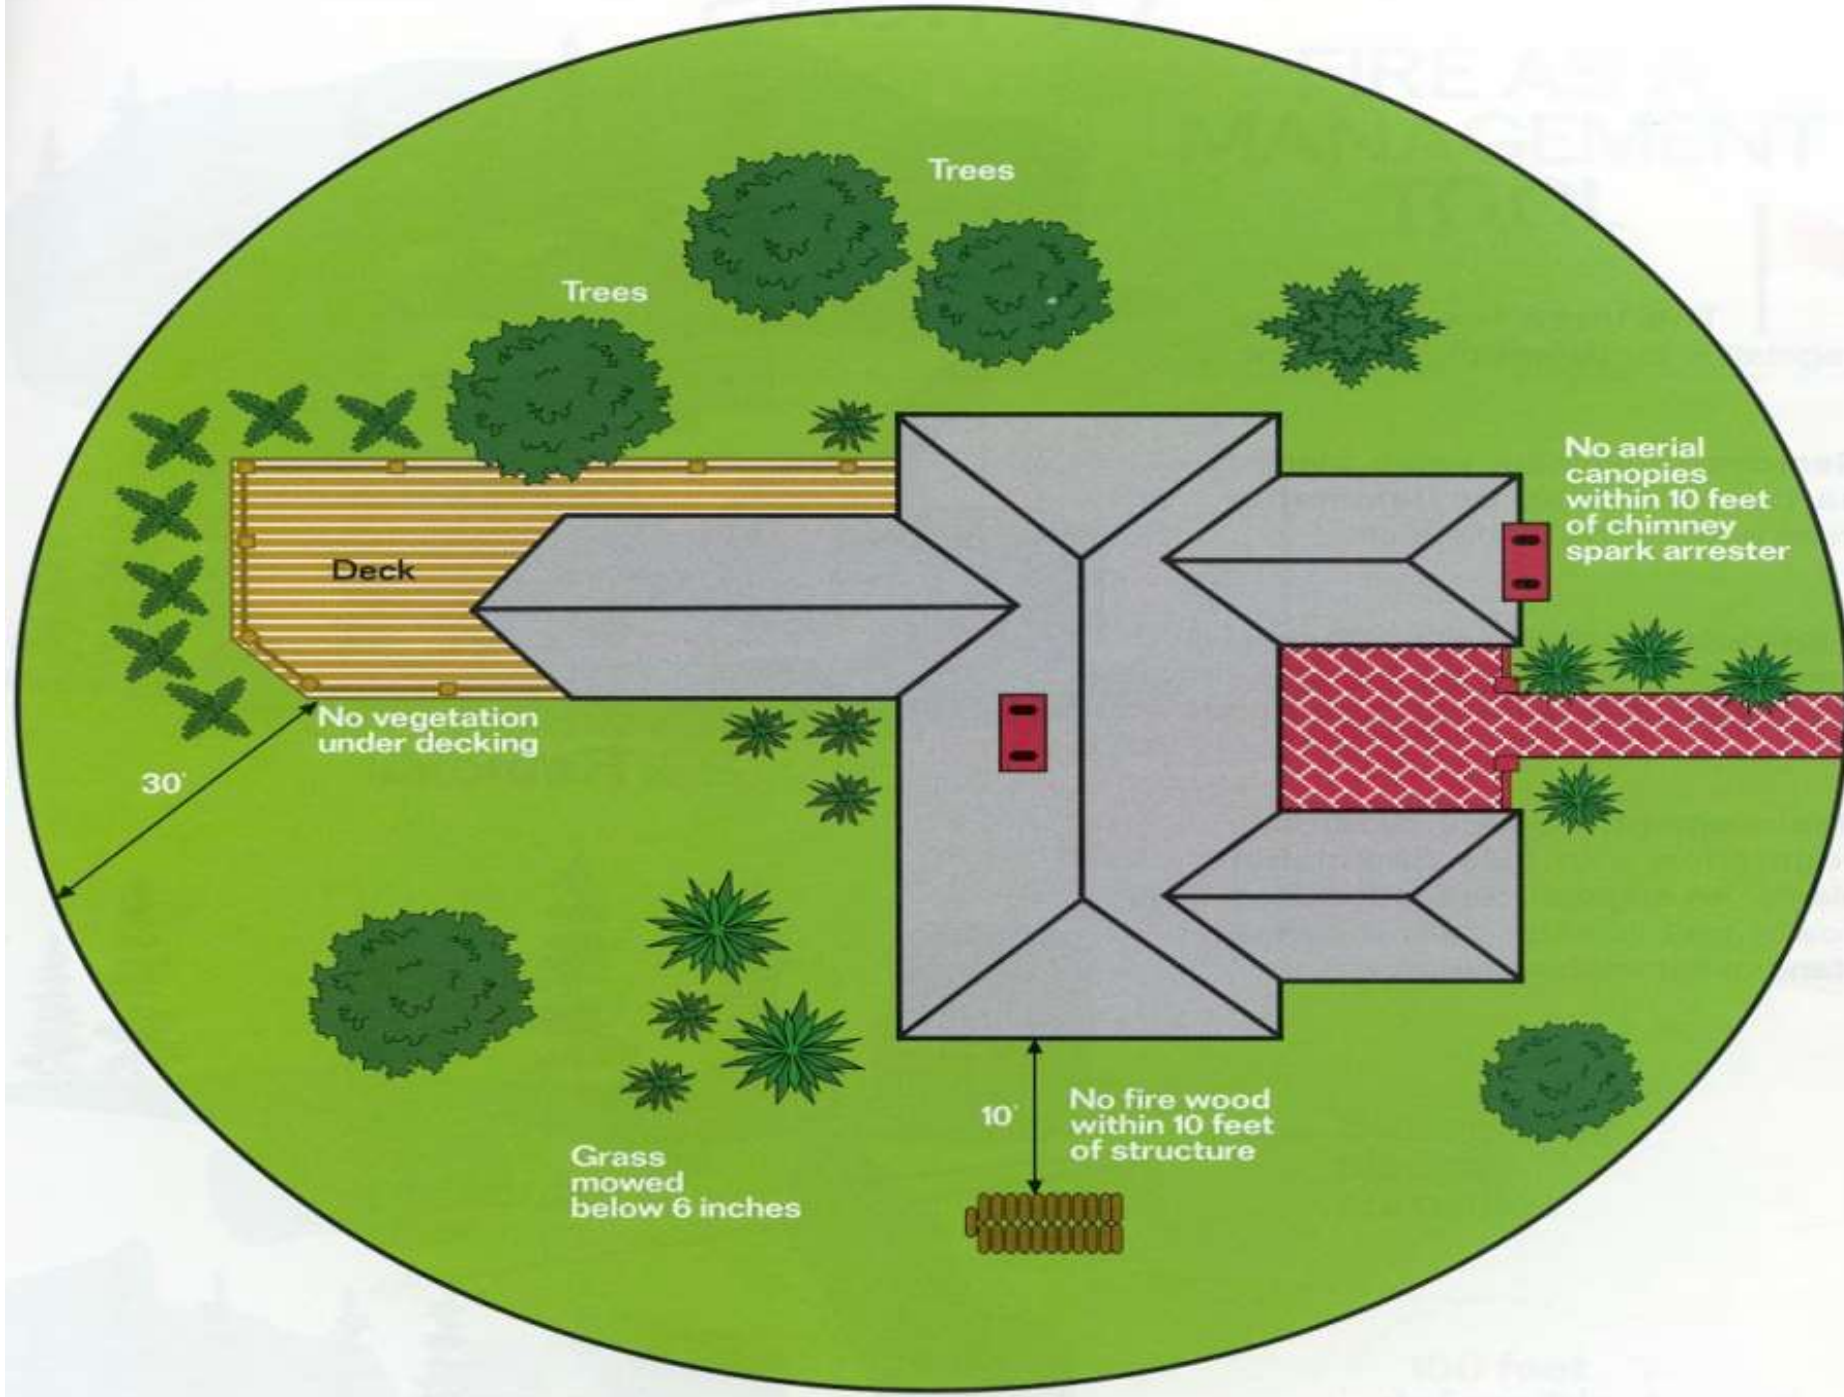 Trees
Trees
No aerial
canopies
within 10 feet
of chimney
spark arrester
Deck
No vegetation
under decking
30'
10'
No fire wood
within 10 feet
of structure
Grass
mowed
below 6 inches